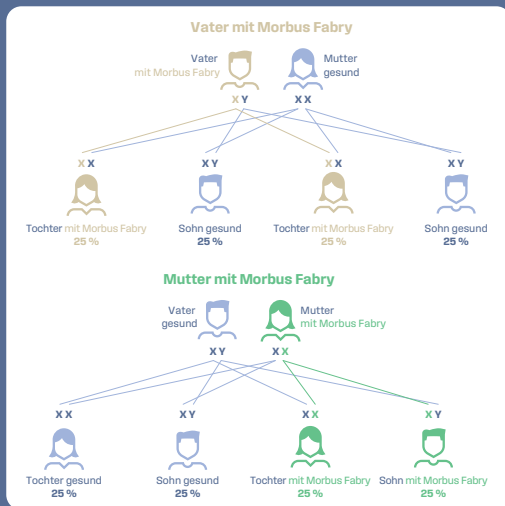 Vater mit Morbus Fabry
Vater
mit Morbus Fabry
Mutter
gesund
X Y
X X
X X
X Y
X X
X Y
Tochter mit Morbus Fabry
25 %
Sohn gesund
25 %
Tochter mit Morbus Fabry
25 %
Sohn gesund
25 %
Mutter mit Morbus Fabry
Vater
gesund
Mutter
mit Morbus Fabry
X Y
X X
X X
X Y
X X
X Y
Tochter gesund
25 %
Sohn gesund
25 %
Tochter mit Morbus Fabry
25 %
Sohn mit Morbus Fabry
25 %